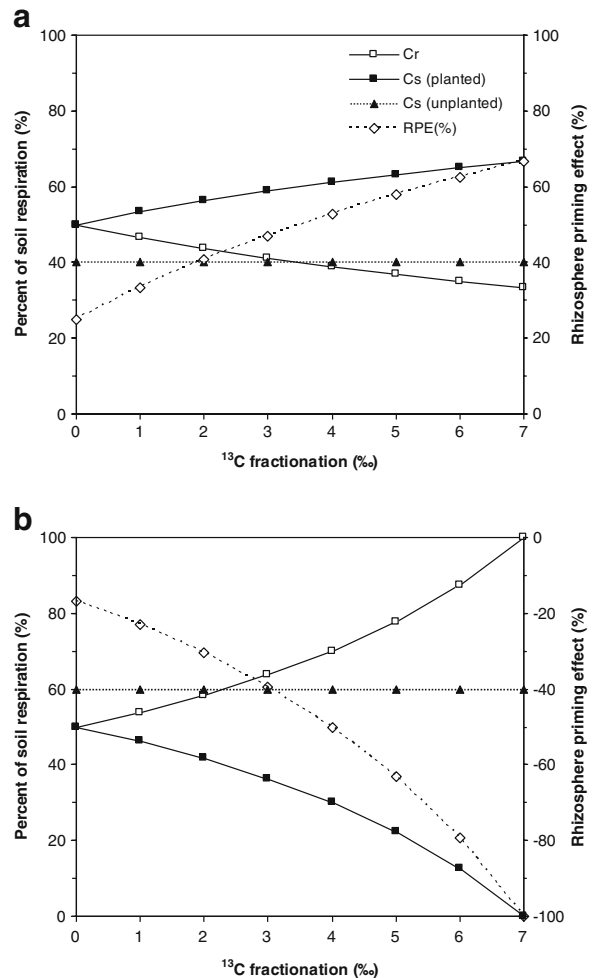 a
100
80
60
40
20
0
Percent of soil respiration (%)
Cr
Cs (planted)
Cs (unplanted)
RPE(%)
100
80
60
40
20
0
Rhizosphere priming effect (%)
0 1 2 3 4 5 6 7
¹³C fractionation (‰)
b
100
80
60
40
20
0
Percent of soil respiration (%)
0
-20
-40
-60
-80
-100
Rhizosphere priming effect (%)
0 1 2 3 4 5 6 7
¹³C fractionation (‰)